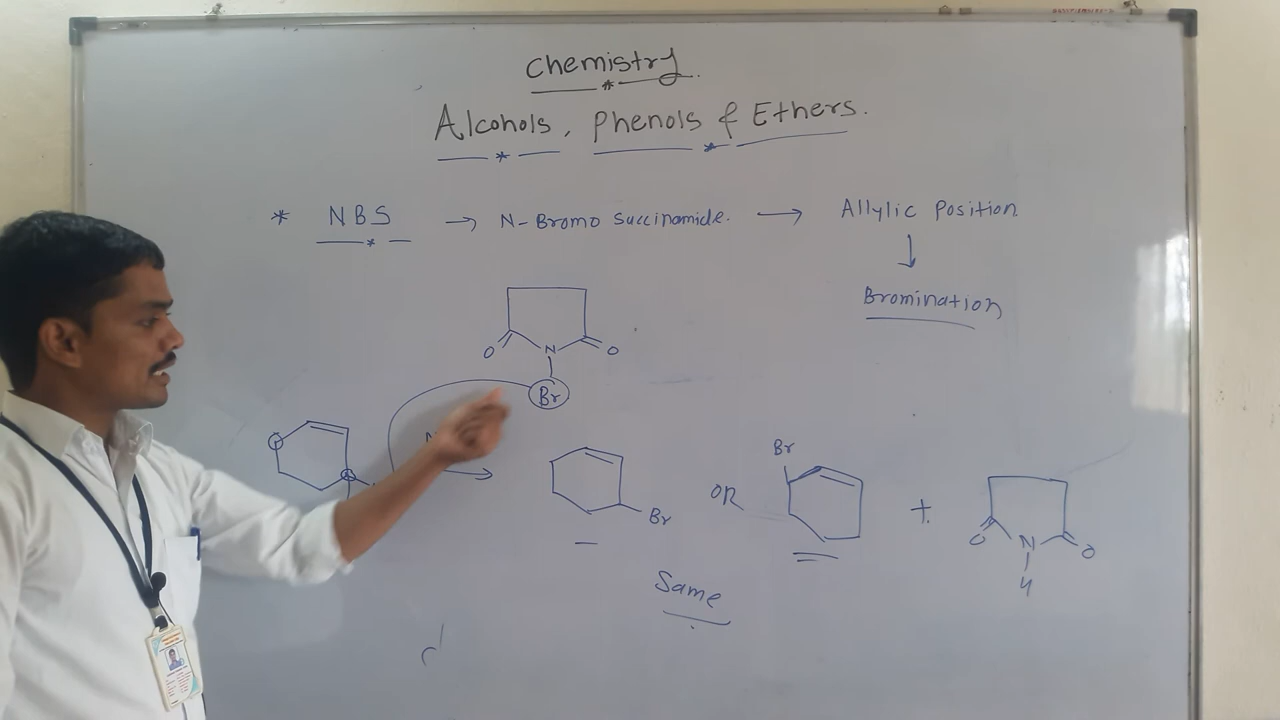 Chemistry.
Alcohols, Phenols & Ethers.
* NBS → N-Bromo Succinamide. → Allylic Position
↓
Bromination
O N O
Br
Br OR Br + O N O
H
Same